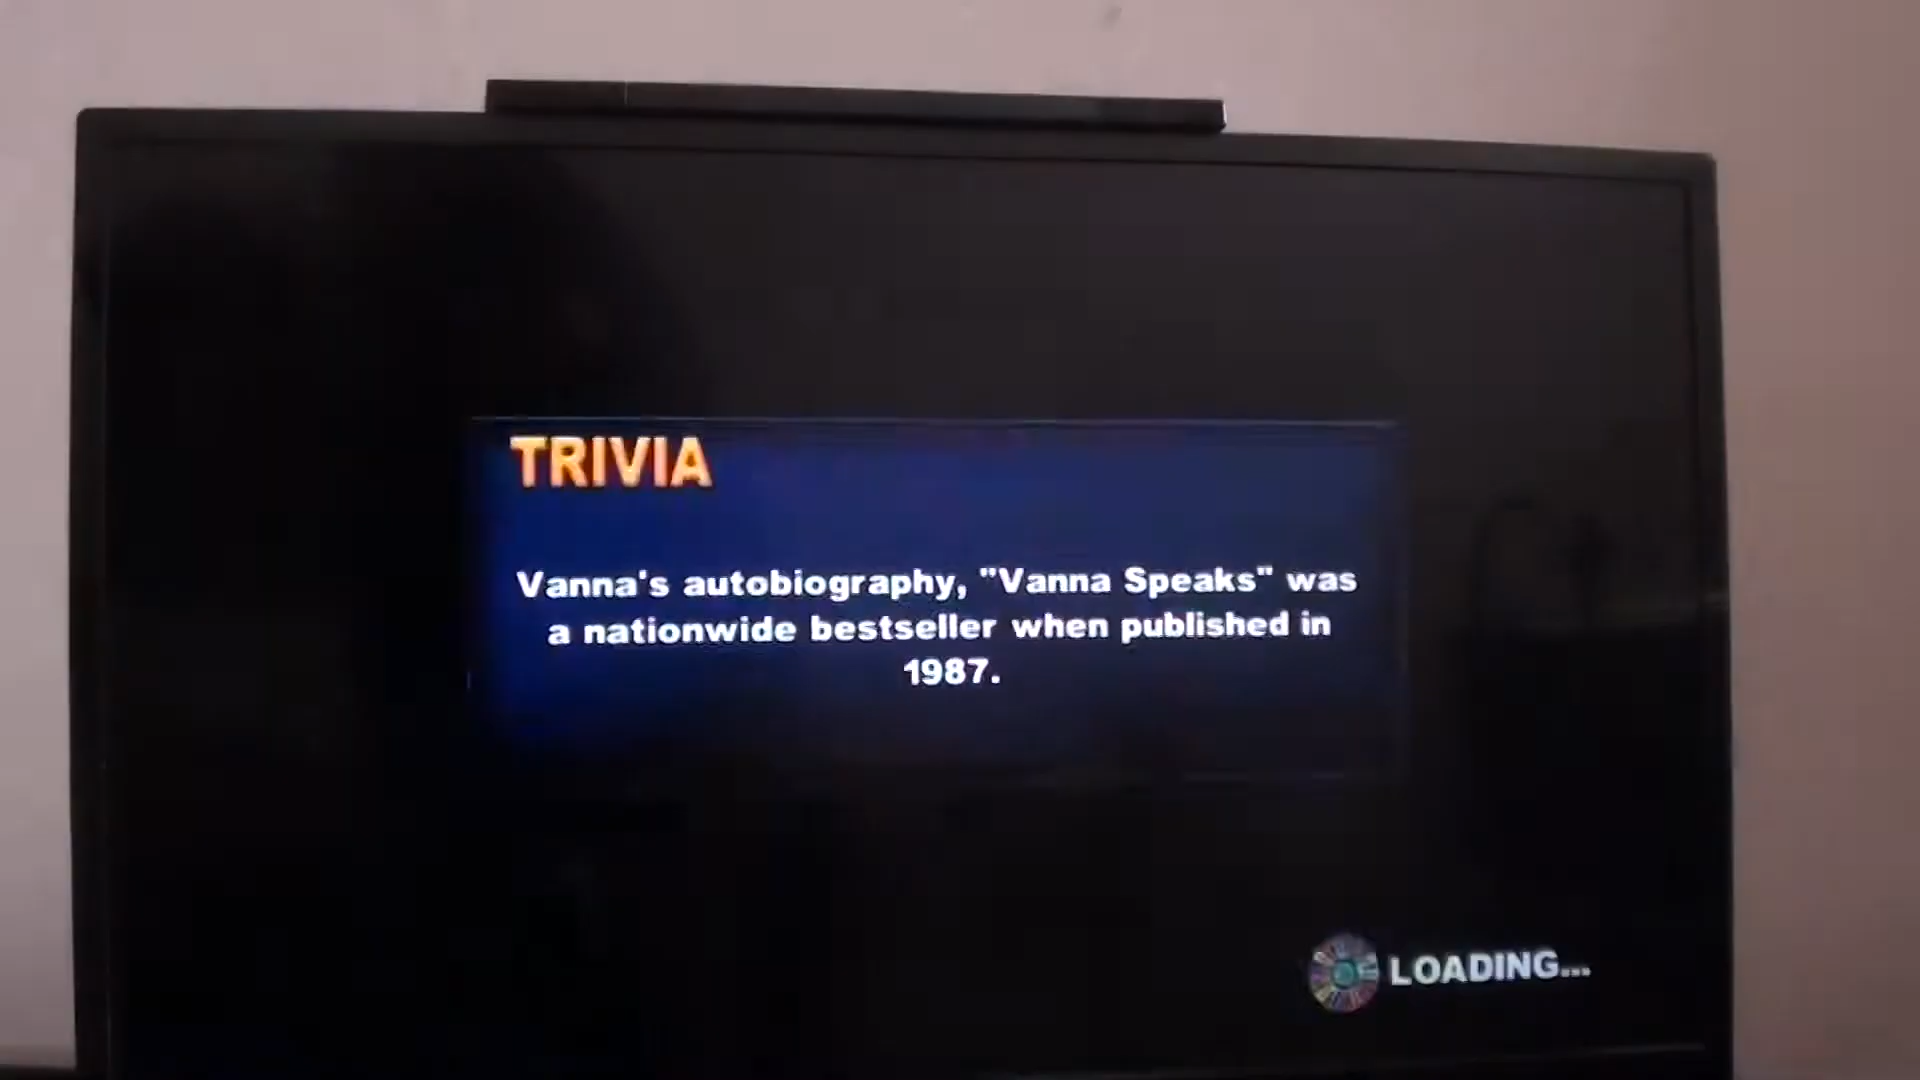 TRIVIA
Vanna's autobiography, "Vanna Speaks" was
a nationwide bestseller when published in
1987.
LOADING...